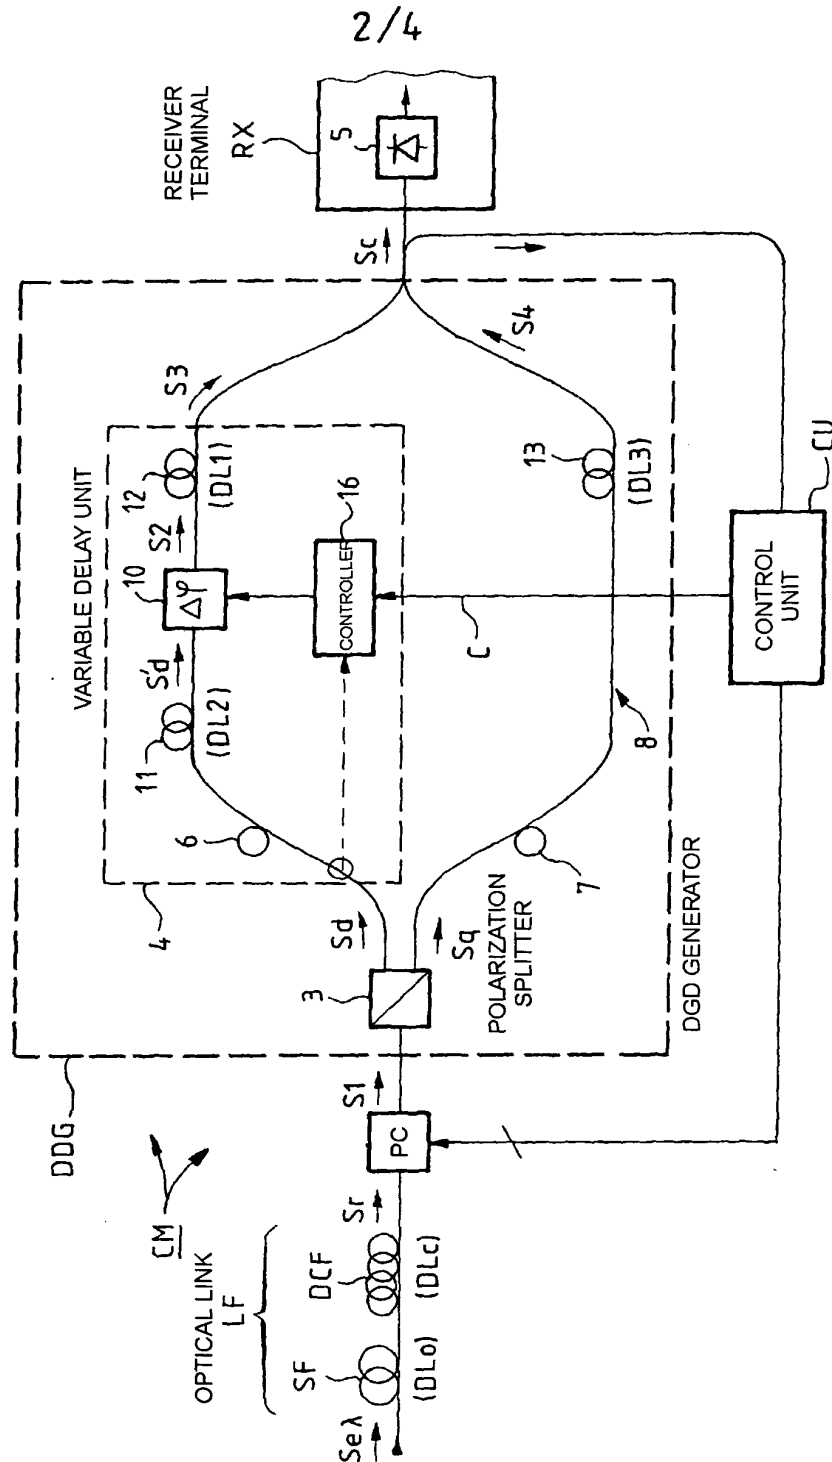 2/4
RECEIVER
TERMINAL
RX
5
Sc
S3
S4
VARIABLE DELAY UNIT
12
(DL1)
S2
10
Δφ
S'd
11
(DL2)
6
16
CONTROLLER
4
13
(DL3)
C
8
7
CONTROL
UNIT
CU
Sd
Sq
3
POLARIZATION
SPLITTER
DGD GENERATOR
DDG
S1
PC
CM
Sr
OPTICAL LINK
LF
DCF
(DLc)
SF
(DLo)
Seλ